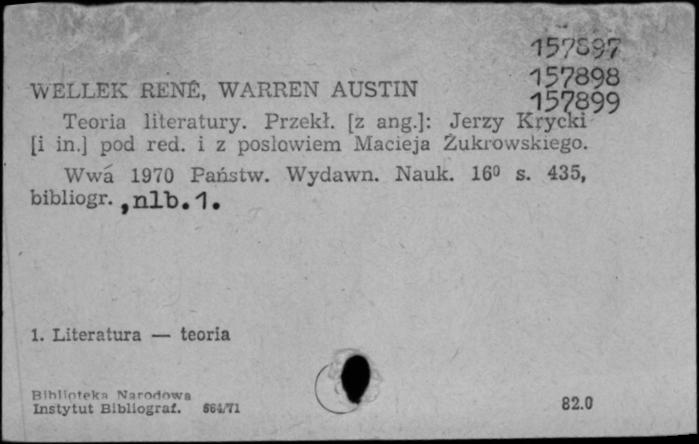 157897
157898
157899
WELLEK RENÉ, WARREN AUSTIN
Teoria literatury. Przekł. [z ang.]: Jerzy Krycki
[i in.] pod red. i z posłowiem Macieja Żukrowskiego.
Wwa 1970 Państw. Wydawn. Nauk. 16⁰ s. 435,
bibliogr. , nlb. 1.
1. Literatura — teoria
Biblioteka Narodowa
Instytut Bibliograf. 564/71
82.0